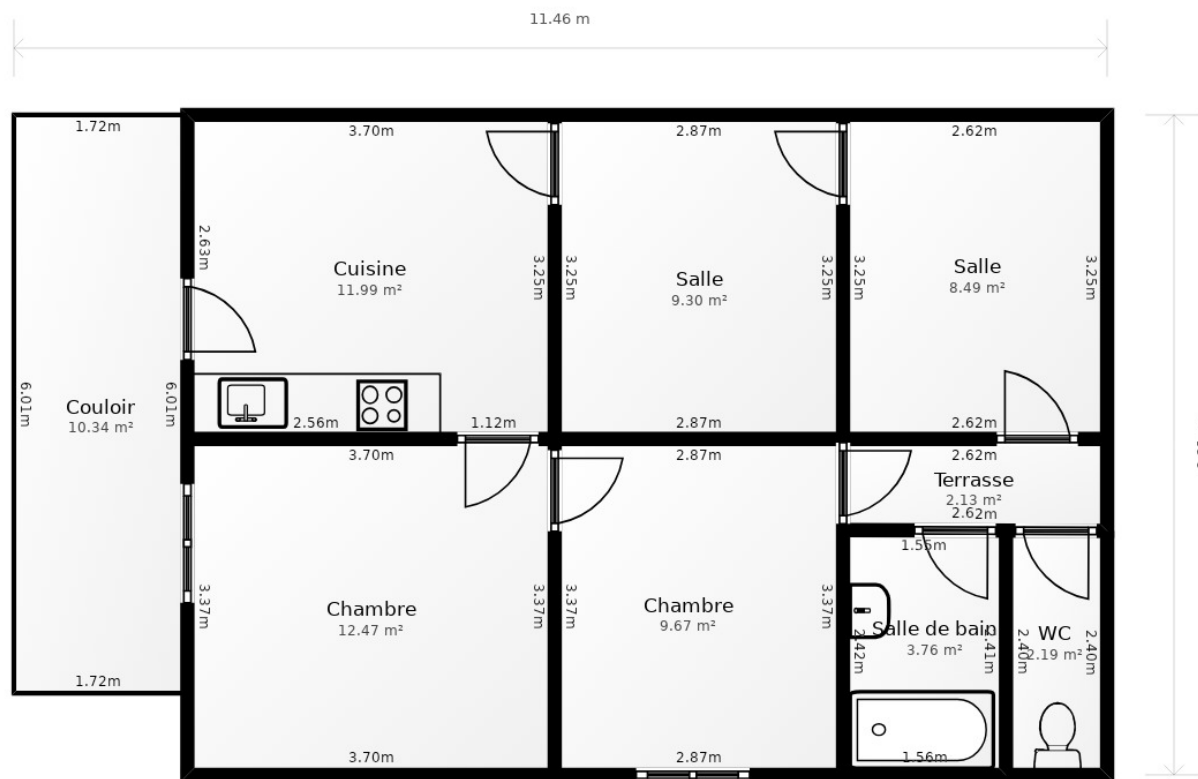 11.46 m
1.72m
3.70m
2.87m
2.62m
2.63m
3.25m
3.25m
3.25m
3.25m
3.25m
Cuisine
11.99 m²
Salle
9.30 m²
Salle
8.49 m²
6.01m
Couloir
10.34 m²
6.01m
2.56m
1.12m
2.87m
2.62m
3.70m
2.87m
2.62m
Terrasse
2.13 m²
2.62m
1.55m
3.37m
Chambre
12.47 m²
3.37m
3.37m
Chambre
9.67 m²
3.37m
Salle de bain
3.76 m²
2.42m
2.41m
WC
2.19 m²
2.40m
2.40m
1.72m
3.70m
2.87m
1.56m